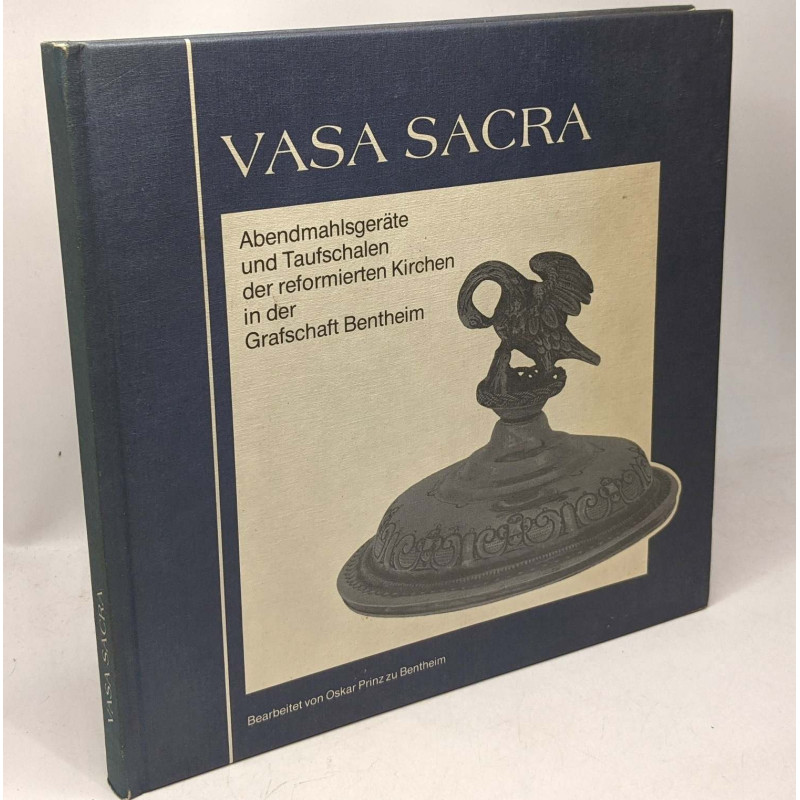 VASA SACRA
Abendmahlsgeräte
und Taufschalen
der reformierten Kirchen
in der
Grafschaft Bentheim
Bearbeitet von Oskar Prinz zu Bentheim
VASA SACRA